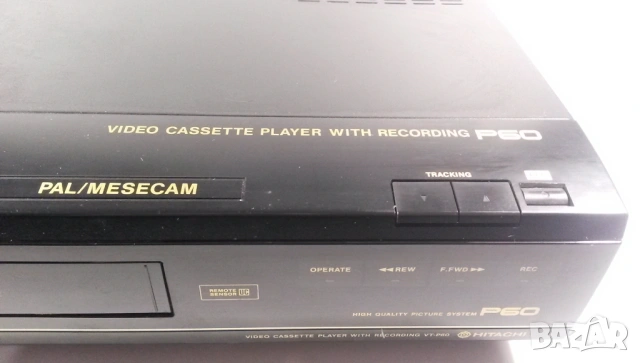 VIDEO CASSETTE PLAYER WITH RECORDING P60
TRACKING
PAL/MESECAM
OPERATE ◀◀REW F.FWD▶▶ REC
REMOTE
SENSOR
HIGH QUALITY PICTURE SYSTEM P60
VIDEO CASSETTE PLAYER WITH RECORDING VT-P60 HITACHI
BAZAR